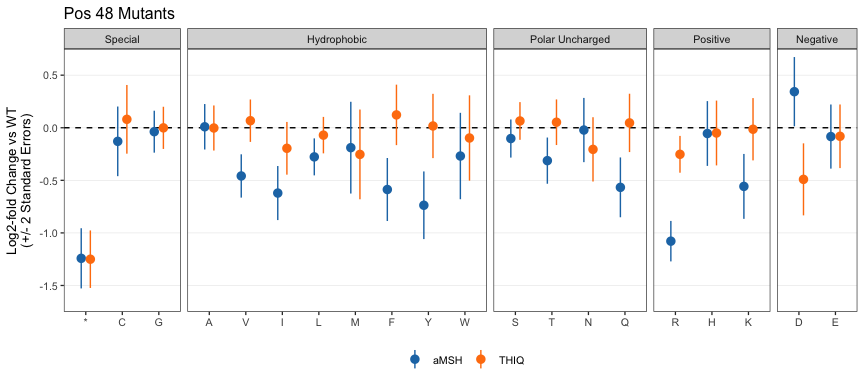 Pos 48 Mutants
Special Hydrophobic Polar Uncharged Positive Negative
Log2-fold Change vs WT
(+/- 2 Standard Errors)
0.5
0.0
-0.5
-1.0
-1.5
* C G A V I L M F Y W S T N Q R H K D E
aMSH THIQ